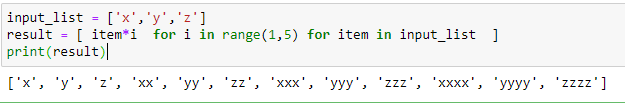 input_list = ['x','y','z']
result = [ item*i  for i in range(1,5) for item in input_list  ]
print(result)
['x', 'y', 'z', 'xx', 'yy', 'zz', 'xxx', 'yyy', 'zzz', 'xxxx', 'yyyy', 'zzzz']